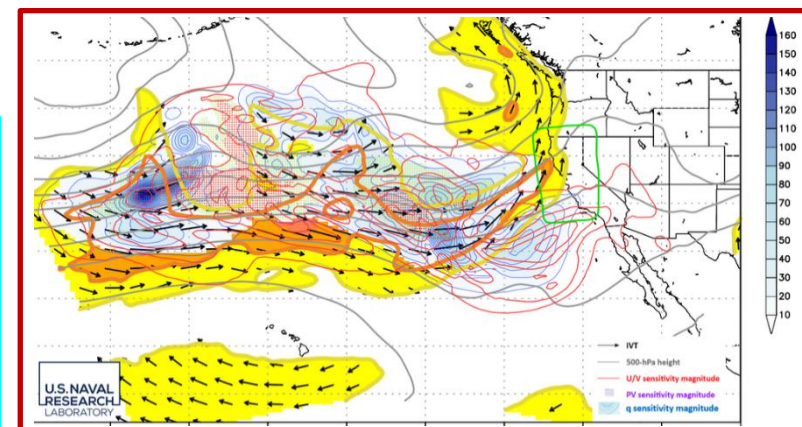 160
150
140
130
120
110
100
90
80
70
60
50
40
30
20
10
IVT
500-hPa height
U/V sensitivity magnitude
PV sensitivity magnitude
q sensitivity magnitude
U.S. NAVAL
RESEARCH
LABORATORY